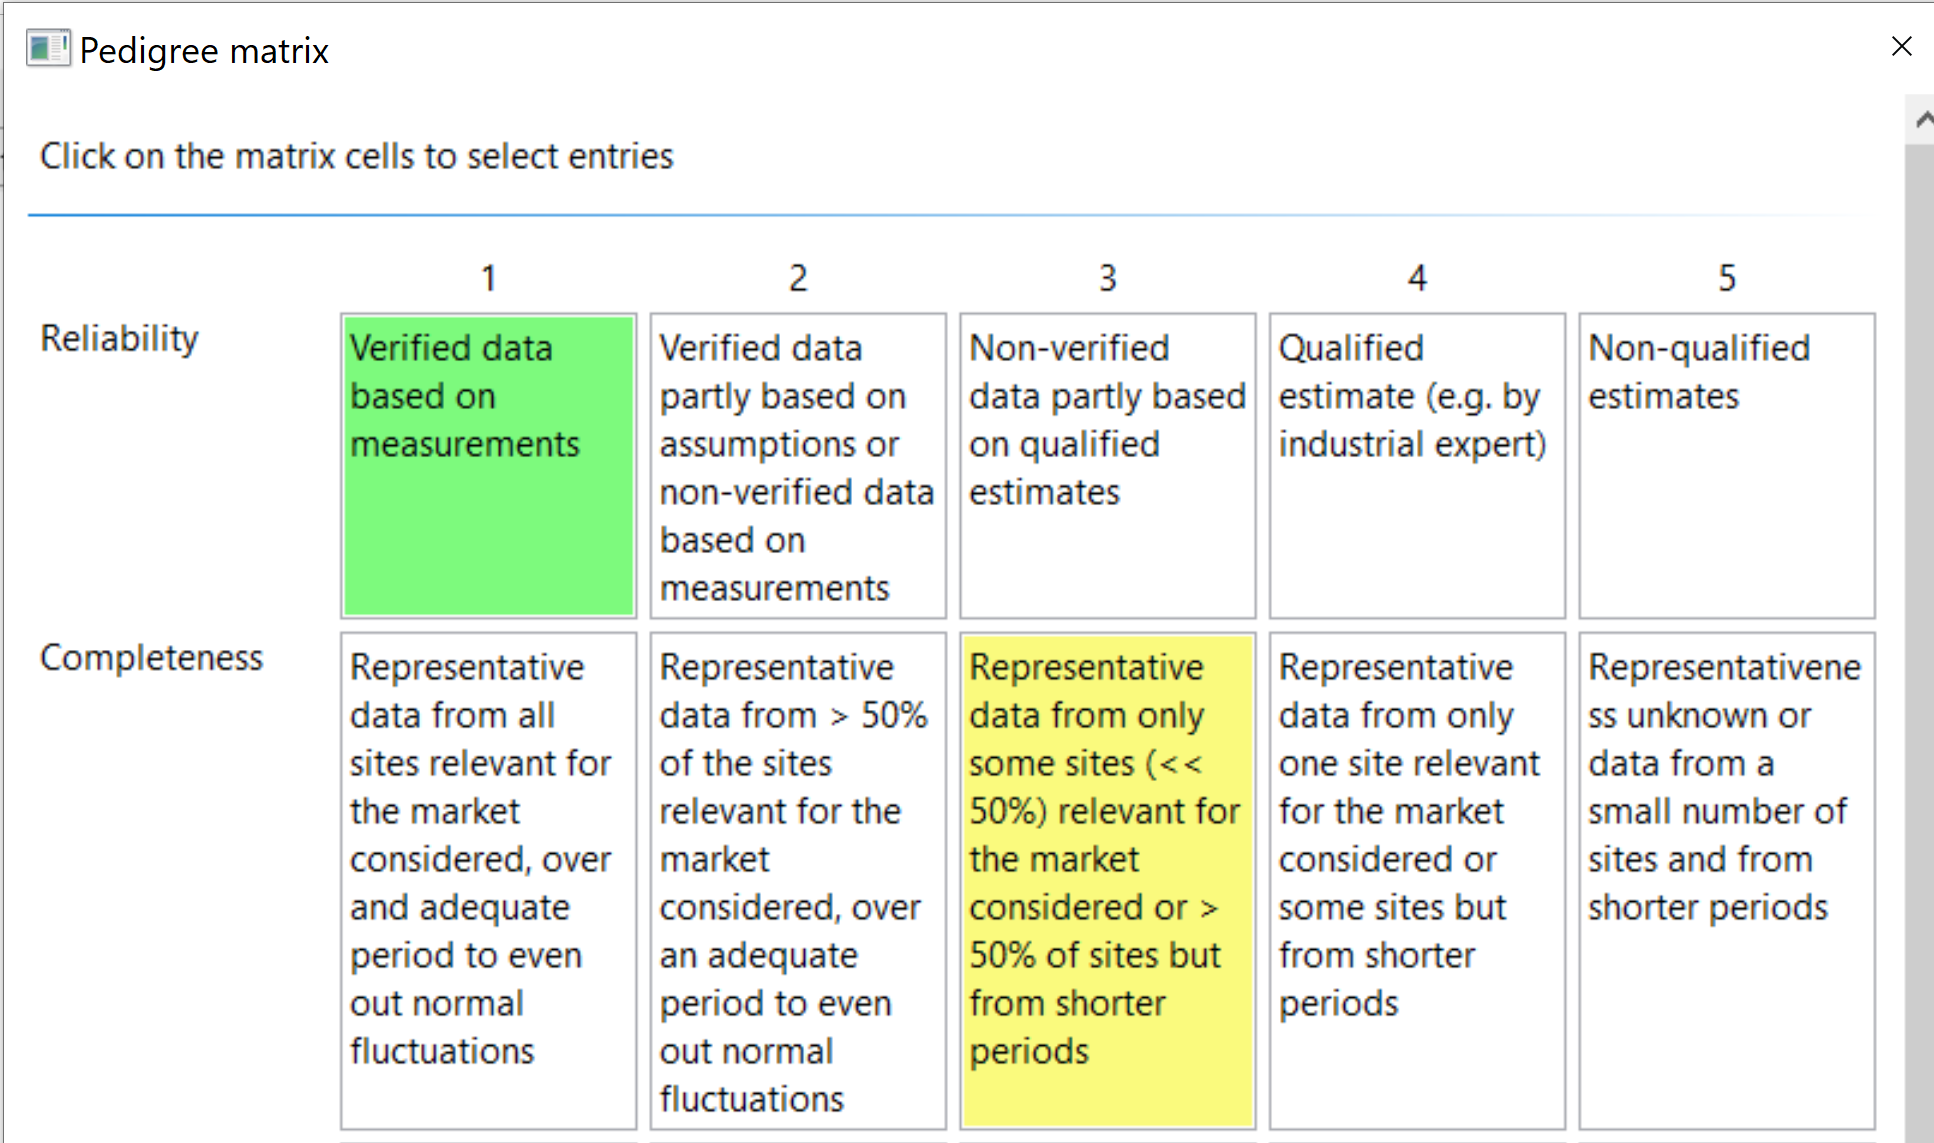 Pedigree matrix
Click on the matrix cells to select entries
1 2 3 4 5
Reliability
Verified data
based on
measurements
Verified data
partly based on
assumptions or
non-verified data
based on
measurements
Non-verified
data partly based
on qualified
estimates
Qualified
estimate (e.g. by
industrial expert)
Non-qualified
estimates
Completeness
Representative
data from all
sites relevant for
the market
considered, over
and adequate
period to even
out normal
fluctuations
Representative
data from > 50%
of the sites
relevant for the
market
considered, over
an adequate
period to even
out normal
fluctuations
Representative
data from only
some sites (<<
50%) relevant for
the market
considered or >
50% of sites but
from shorter
periods
Representative
data from only
one site relevant
for the market
considered or
some sites but
from shorter
periods
Representativene
ss unknown or
data from a
small number of
sites and from
shorter periods